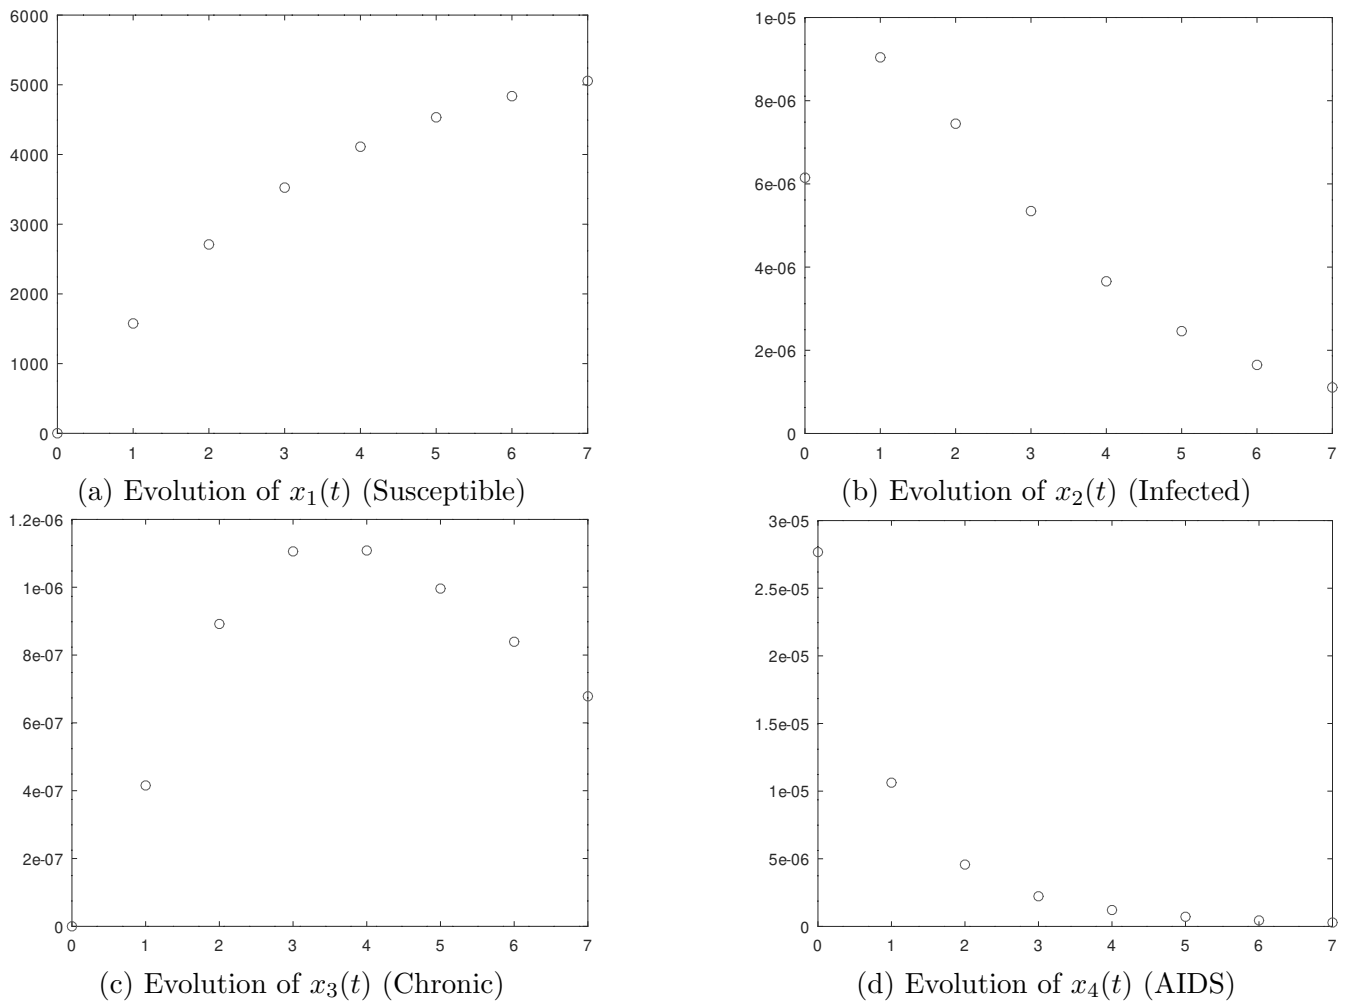 6000
5000
4000
3000
2000
1000
0
0 1 2 3 4 5 6 7
(a) Evolution of x₁(t) (Susceptible)
1e-05
8e-06
6e-06
4e-06
2e-06
0
0 1 2 3 4 5 6 7
(b) Evolution of x₂(t) (Infected)
1.2e-06
1e-06
8e-07
6e-07
4e-07
2e-07
0
0 1 2 3 4 5 6 7
(c) Evolution of x₃(t) (Chronic)
3e-05
2.5e-05
2e-05
1.5e-05
1e-05
5e-06
0
0 1 2 3 4 5 6 7
(d) Evolution of x₄(t) (AIDS)